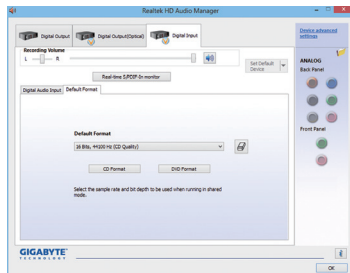 Realtek HD Audio Manager
Digital Output
Digital Output(Optical)
Digital Input
Device advanced settings
Recording Volume
L
R
Set Default Device
Real-time S/PDIF-In monitor
Digital Audio Input
Default Format
ANALOG
Back Panel
Front Panel
Default Format
16 Bits, 44100 Hz (CD Quality)
CD Format
DVD Format
Select the sample rate and bit depth to be used when running in shared
mode.
GIGABYTE
TECHNOLOGY
OK